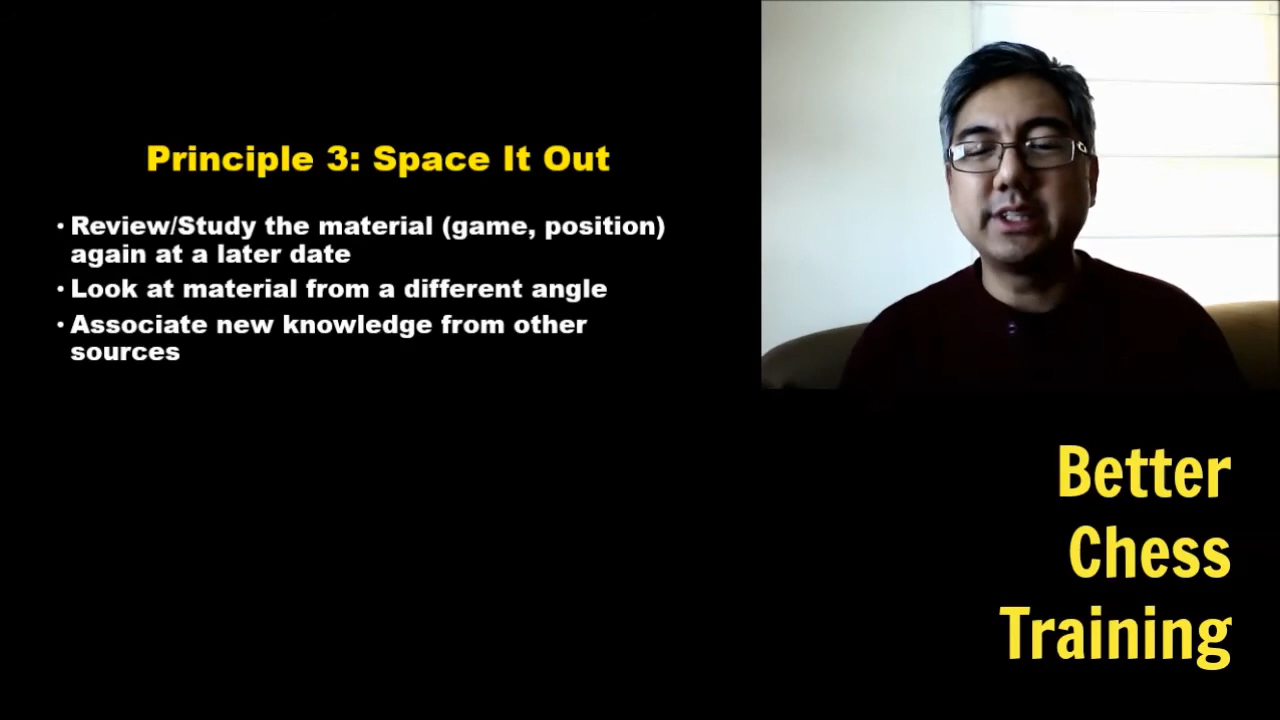 Principle 3: Space It Out
• Review/Study the material (game, position)
again at a later date
• Look at material from a different angle
• Associate new knowledge from other
sources
Better
Chess
Training